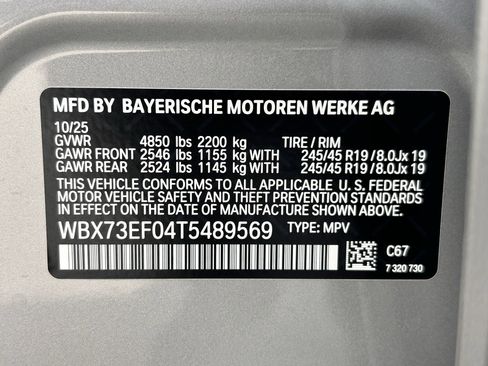 MFD BY BAYERISCHE MOTOREN WERKE AG
10/25
GVWR 4850 lbs 2200 kg TIRE / RIM
GAWR FRONT 2546 lbs 1155 kg WITH 245/45 R19 / 8.0Jx 19
GAWR REAR 2524 lbs 1145 kg WITH 245/45 R19 / 8.0Jx 19
THIS VEHICLE CONFORMS TO ALL APPLICABLE U. S. FEDERAL
MOTOR VEHICLE SAFETY, BUMPER, AND THEFT PREVENTION
STANDARDS IN EFFECT ON THE DATE OF MANUFACTURE SHOWN ABOVE.
WBX73EF04T5489569 TYPE: MPV
C67
7 320 730